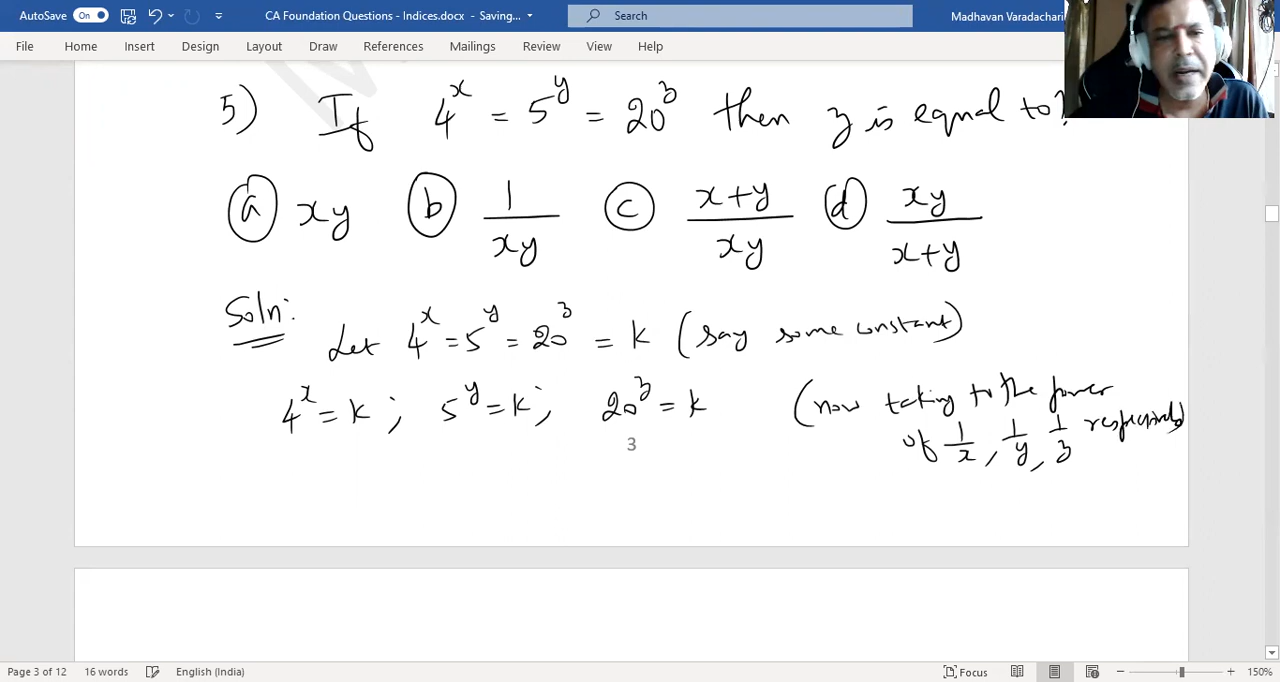 AutoSave On CA Foundation Questions - Indices.docx - Saving... Search Madhavan Varadachari
File Home Insert Design Layout Draw References Mailings Review View Help
5) If 4^x = 5^y = 20^z then z is equal to?
(a) xy (b) 1/xy (c) x+y/xy (d) xy/x+y
Soln:
Let 4^x = 5^y = 20^z = k (say some constant)
4^x = k; 5^y = k; 20^z = k (now taking to the power
of 1/x, 1/y, 1/z respectively)
3
Page 3 of 12 16 words English (India) Focus 150%